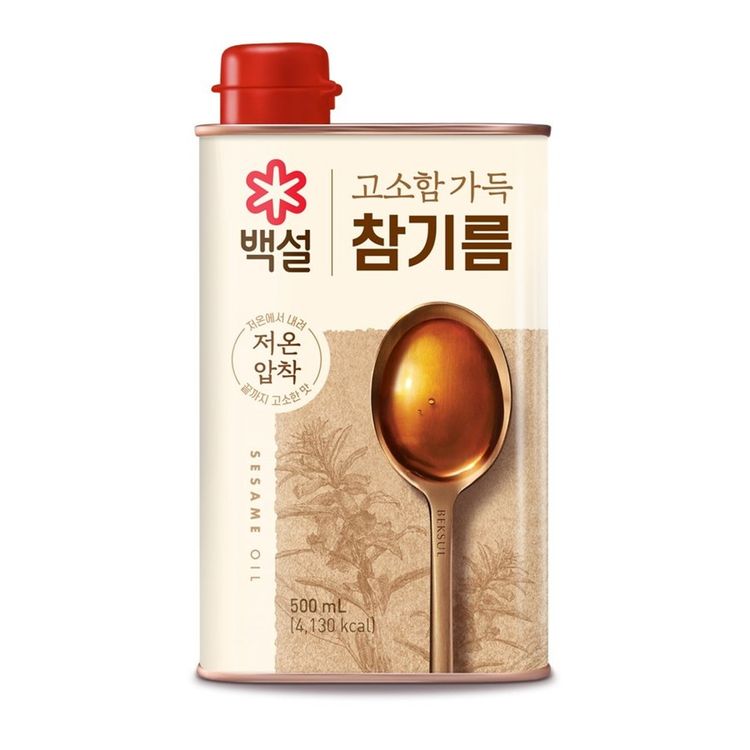 백설
고소함 가득
참기름
저온에서 내려
저온
압착
끝까지 고소한 맛
SESAME OIL
BEKSUL
500 mL
(4,130 kcal)